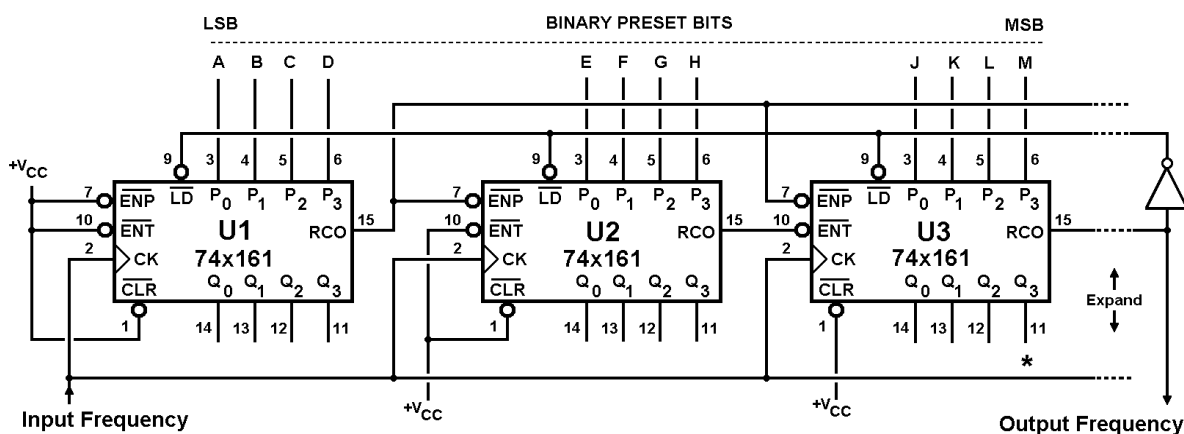 LSB BINARY PRESET BITS MSB
A B C D E F G H J K L M
9 3 4 5 6 9 3 4 5 6 9 3 4 5 6
+VCC
7 ENP LD P0 P1 P2 P3 7 ENP LD P0 P1 P2 P3 7 ENP LD P0 P1 P2 P3
10 ENT U1 RCO 15 10 ENT U2 RCO 15 10 ENT U3 RCO 15
2 CK 74x161 2 CK 74x161 2 CK 74x161
CLR Q0 Q1 Q2 Q3 CLR Q0 Q1 Q2 Q3 CLR Q0 Q1 Q2 Q3
Expand
1 14 13 12 11 1 14 13 12 11 1 14 13 12 11
*
+VCC +VCC
Input Frequency Output Frequency